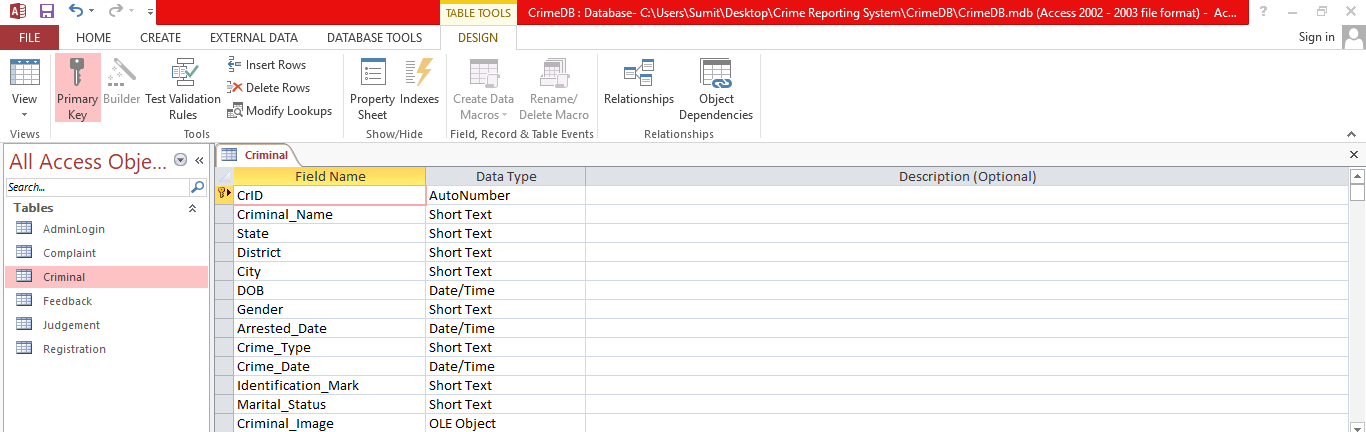 TABLE TOOLS
CrimeDB : Database- C:\Users\Sumit\Desktop\Crime Reporting System\CrimeDB\CrimeDB.mdb (Access 2002 - 2003 file format) - Ac...
?
FILE HOME CREATE EXTERNAL DATA DATABASE TOOLS DESIGN Sign in
View
Primary Key
Builder
Test Validation Rules
Insert Rows
Delete Rows
Modify Lookups
Property Sheet
Indexes
Create Data Macros
Rename/ Delete Macro
Relationships
Object Dependencies
Views Tools Show/Hide Field, Record & Table Events Relationships
All Access Obje...
Search...
Tables
AdminLogin
Complaint
Criminal
Feedback
Judgement
Registration
Criminal
Field Name Data Type Description (Optional)
CrID AutoNumber
Criminal_Name Short Text
State Short Text
District Short Text
City Short Text
DOB Date/Time
Gender Short Text
Arrested_Date Date/Time
Crime_Type Short Text
Crime_Date Date/Time
Identification_Mark Short Text
Marital_Status Short Text
Criminal_Image OLE Object